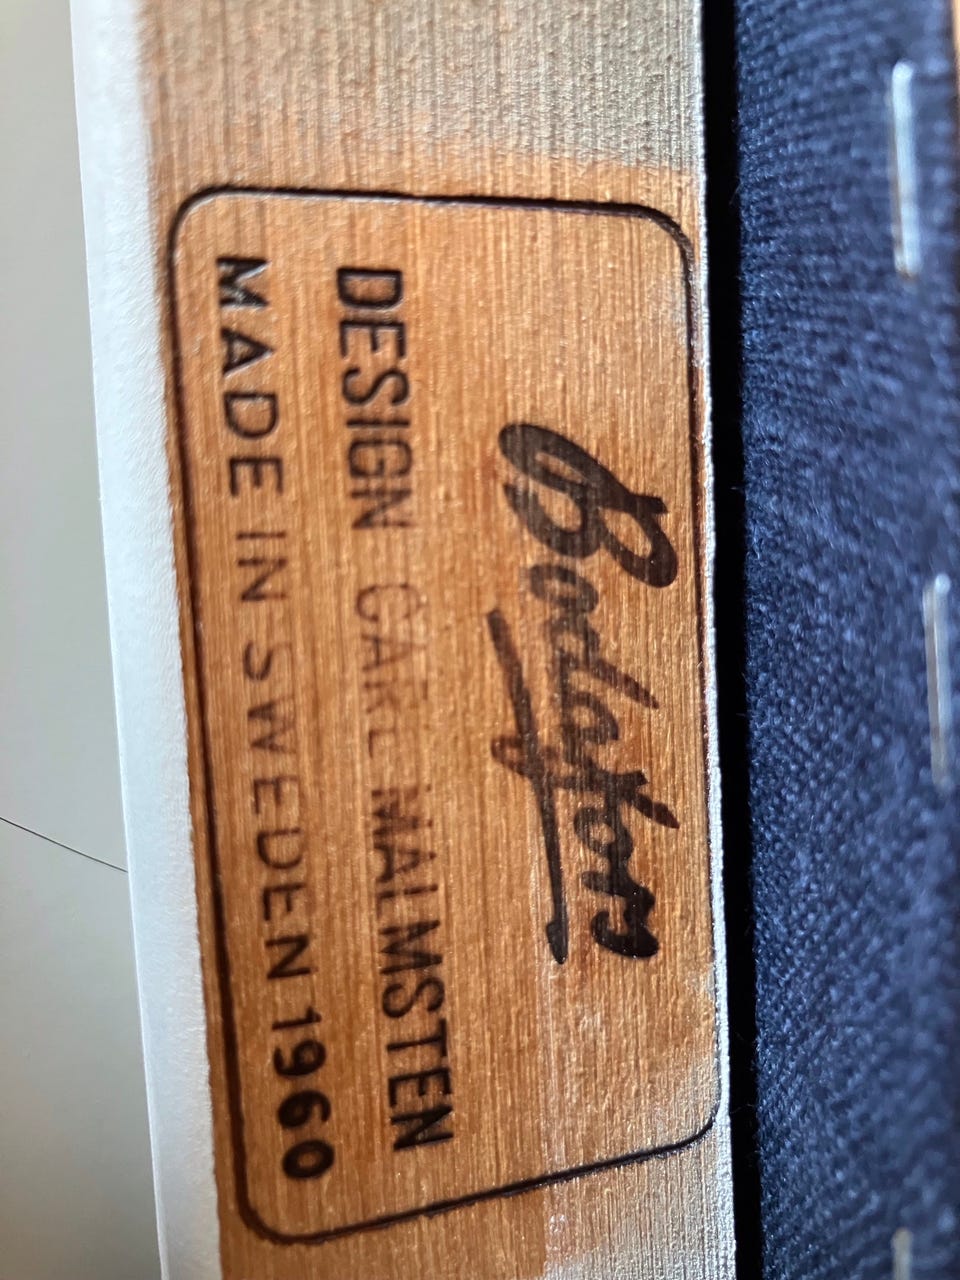 Bodafors
DESIGN CARL MALMSTEN
MADE IN SWEDEN 1960